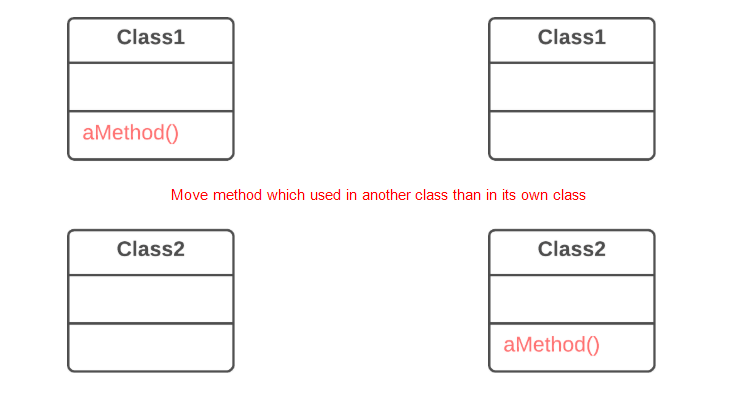 Class1
Class1
aMethod()
Move method which used in another class than in its own class
Class2
Class2
aMethod()